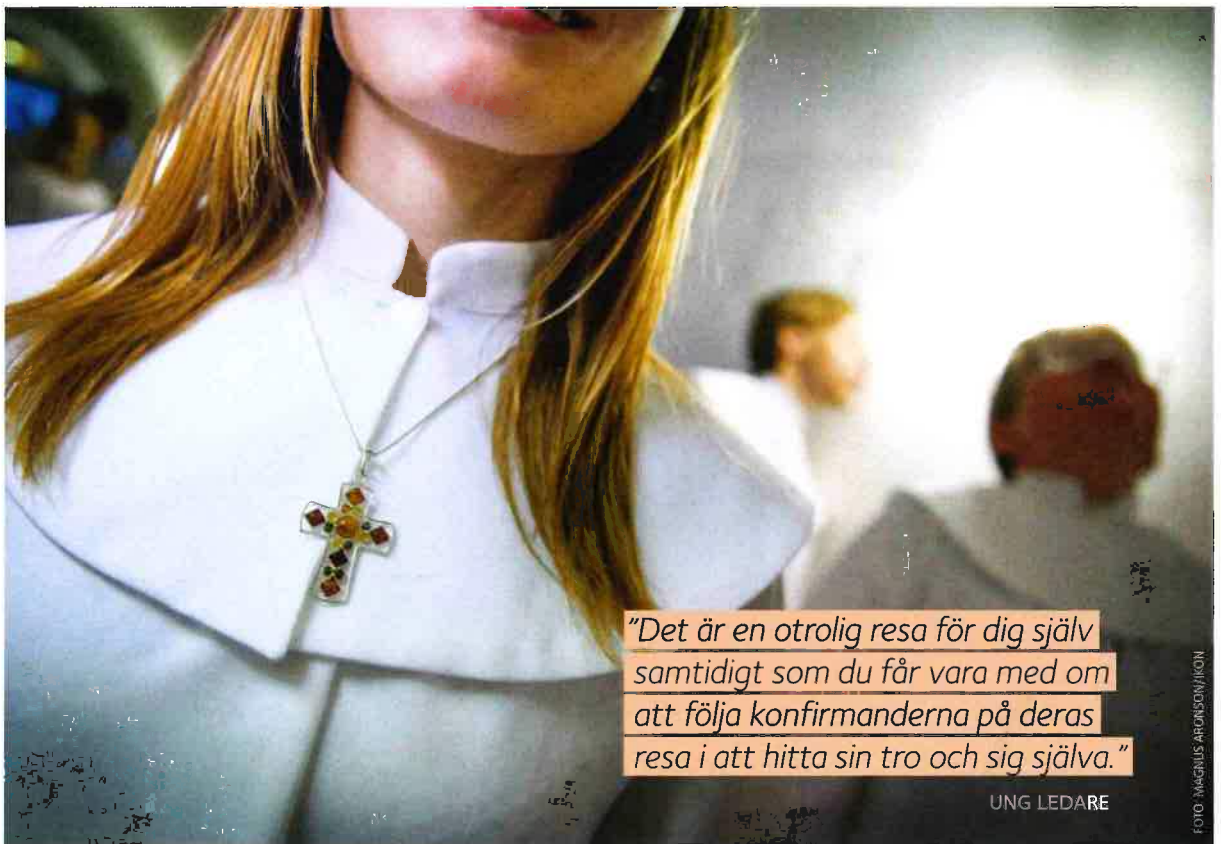 "Det är en otrolig resa för dig själv
samtidigt som du får vara med om
att följa konfirmanderna på deras
resa i att hitta sin tro och sig själva."
UNG LEDARE
FOTO: MAGNUS ARONSON/IKON